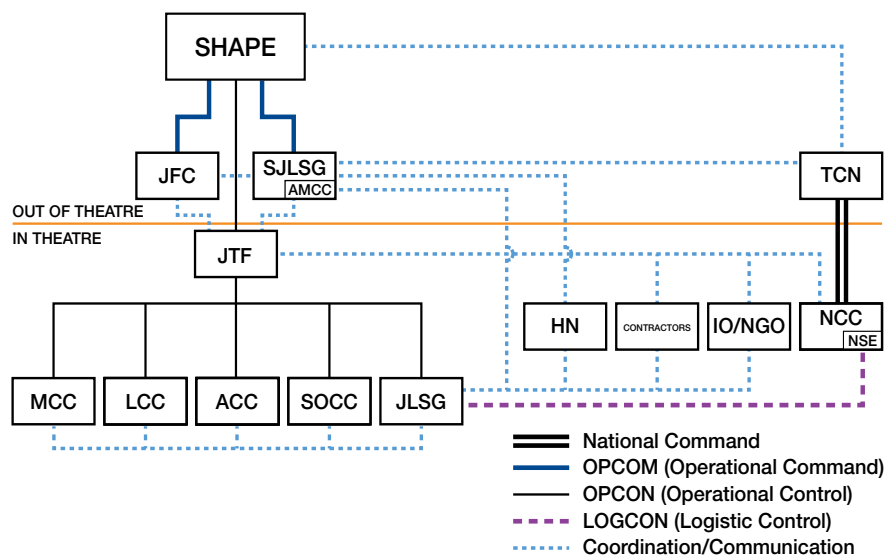 SHAPE
JFC
SJLSG
AMCC
TCN
OUT OF THEATRE
IN THEATRE
JTF
HN
CONTRACTORS
IO/NGO
NCC
NSE
MCC
LCC
ACC
SOCC
JLSG
National Command
OPCOM (Operational Command)
OPCON (Operational Control)
LOGCON (Logistic Control)
Coordination/Communication